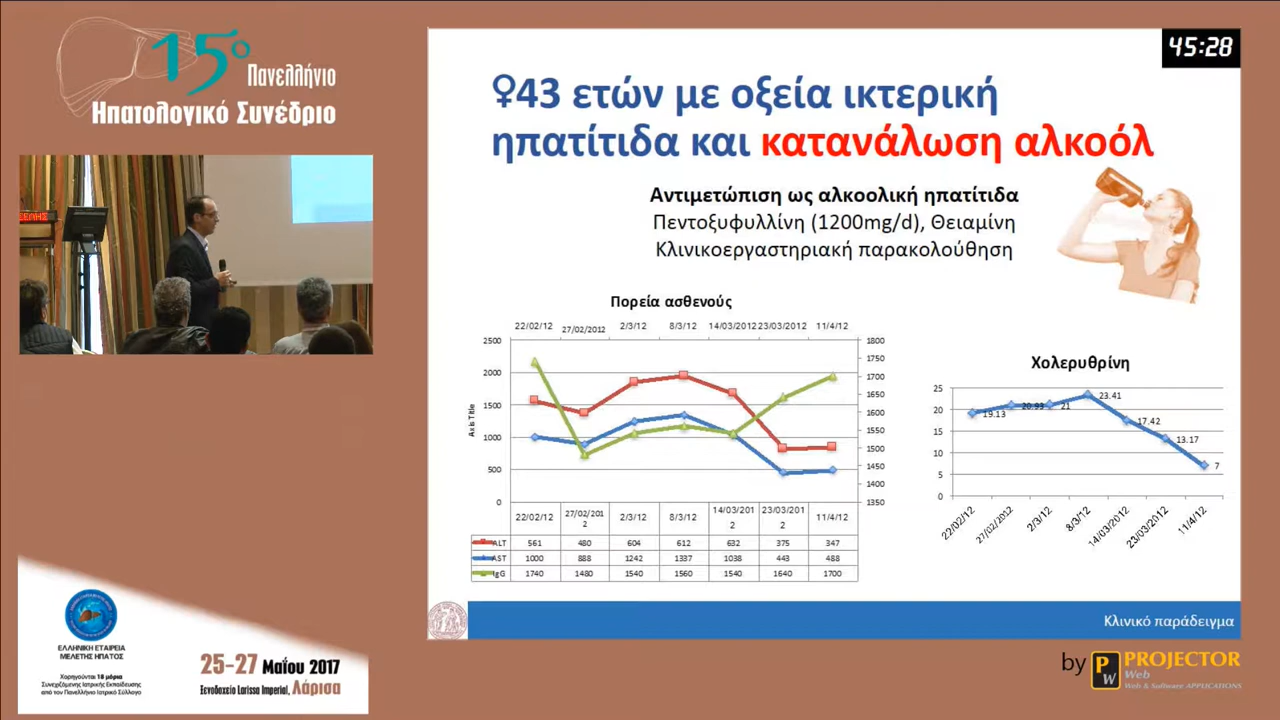 15ο
Πανελλήνιο
Ηπατολογικό Συνέδριο
45:28
♀43 ετών με οξεία ικτερική
ηπατίτιδα και κατανάλωση αλκοόλ
Αντιμετώπιση ως αλκοολική ηπατίτιδα
Πεντοξυφυλλίνη (1200mg/d), Θειαμίνη
Κλινικοεργαστηριακή παρακολούθηση
Πορεία ασθενούς
22/02/12 27/02/2012 2/3/12 8/3/12 14/03/2012 23/03/2012 11/4/12
2500 2000 1500 1000 500 0
Axis Title
1800 1750 1700 1650 1600 1550 1500 1450 1400 1350
22/02/12 27/02/2012 2/3/12 8/3/12 14/03/2012 23/03/2012 11/4/12
ALT 561 480 604 612 632 375 347
AST 1000 888 1242 1337 1038 443 488
IgG 1740 1480 1540 1560 1540 1640 1700
Χολερυθρίνη
25 20 15 10 5 0
19.13 20.93 21 23.41 17.42 13.17 7
22/02/12 27/02/2012 2/3/12 8/3/12 14/03/2012 23/03/2012 11/4/12
Κλινικό παράδειγμα
ΕΛΛΗΝΙΚΗ ΕΤΑΙΡΕΙΑ
ΜΕΛΕΤΗΣ ΗΠΑΤΟΣ
Χορηγούνται 18 μόρια
Συνεχιζόμενης Ιατρικής Εκπαίδευσης
από τον Πανελλήνιο Ιατρικό Σύλλογο
25-27 Μαΐου 2017
Ξενοδοχείο Larissa Imperial, Λάρισα
by PW PROJECTOR
Web
Web & Software APPLICATIONS